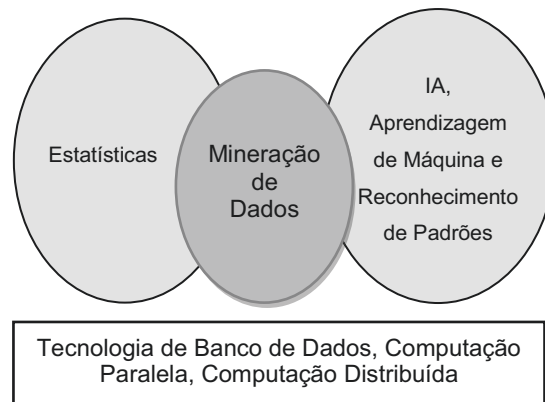 Estatísticas
Mineração
de
Dados
IA,
Aprendizagem
de Máquina e
Reconhecimento
de Padrões
Tecnologia de Banco de Dados, Computação
Paralela, Computação Distribuída